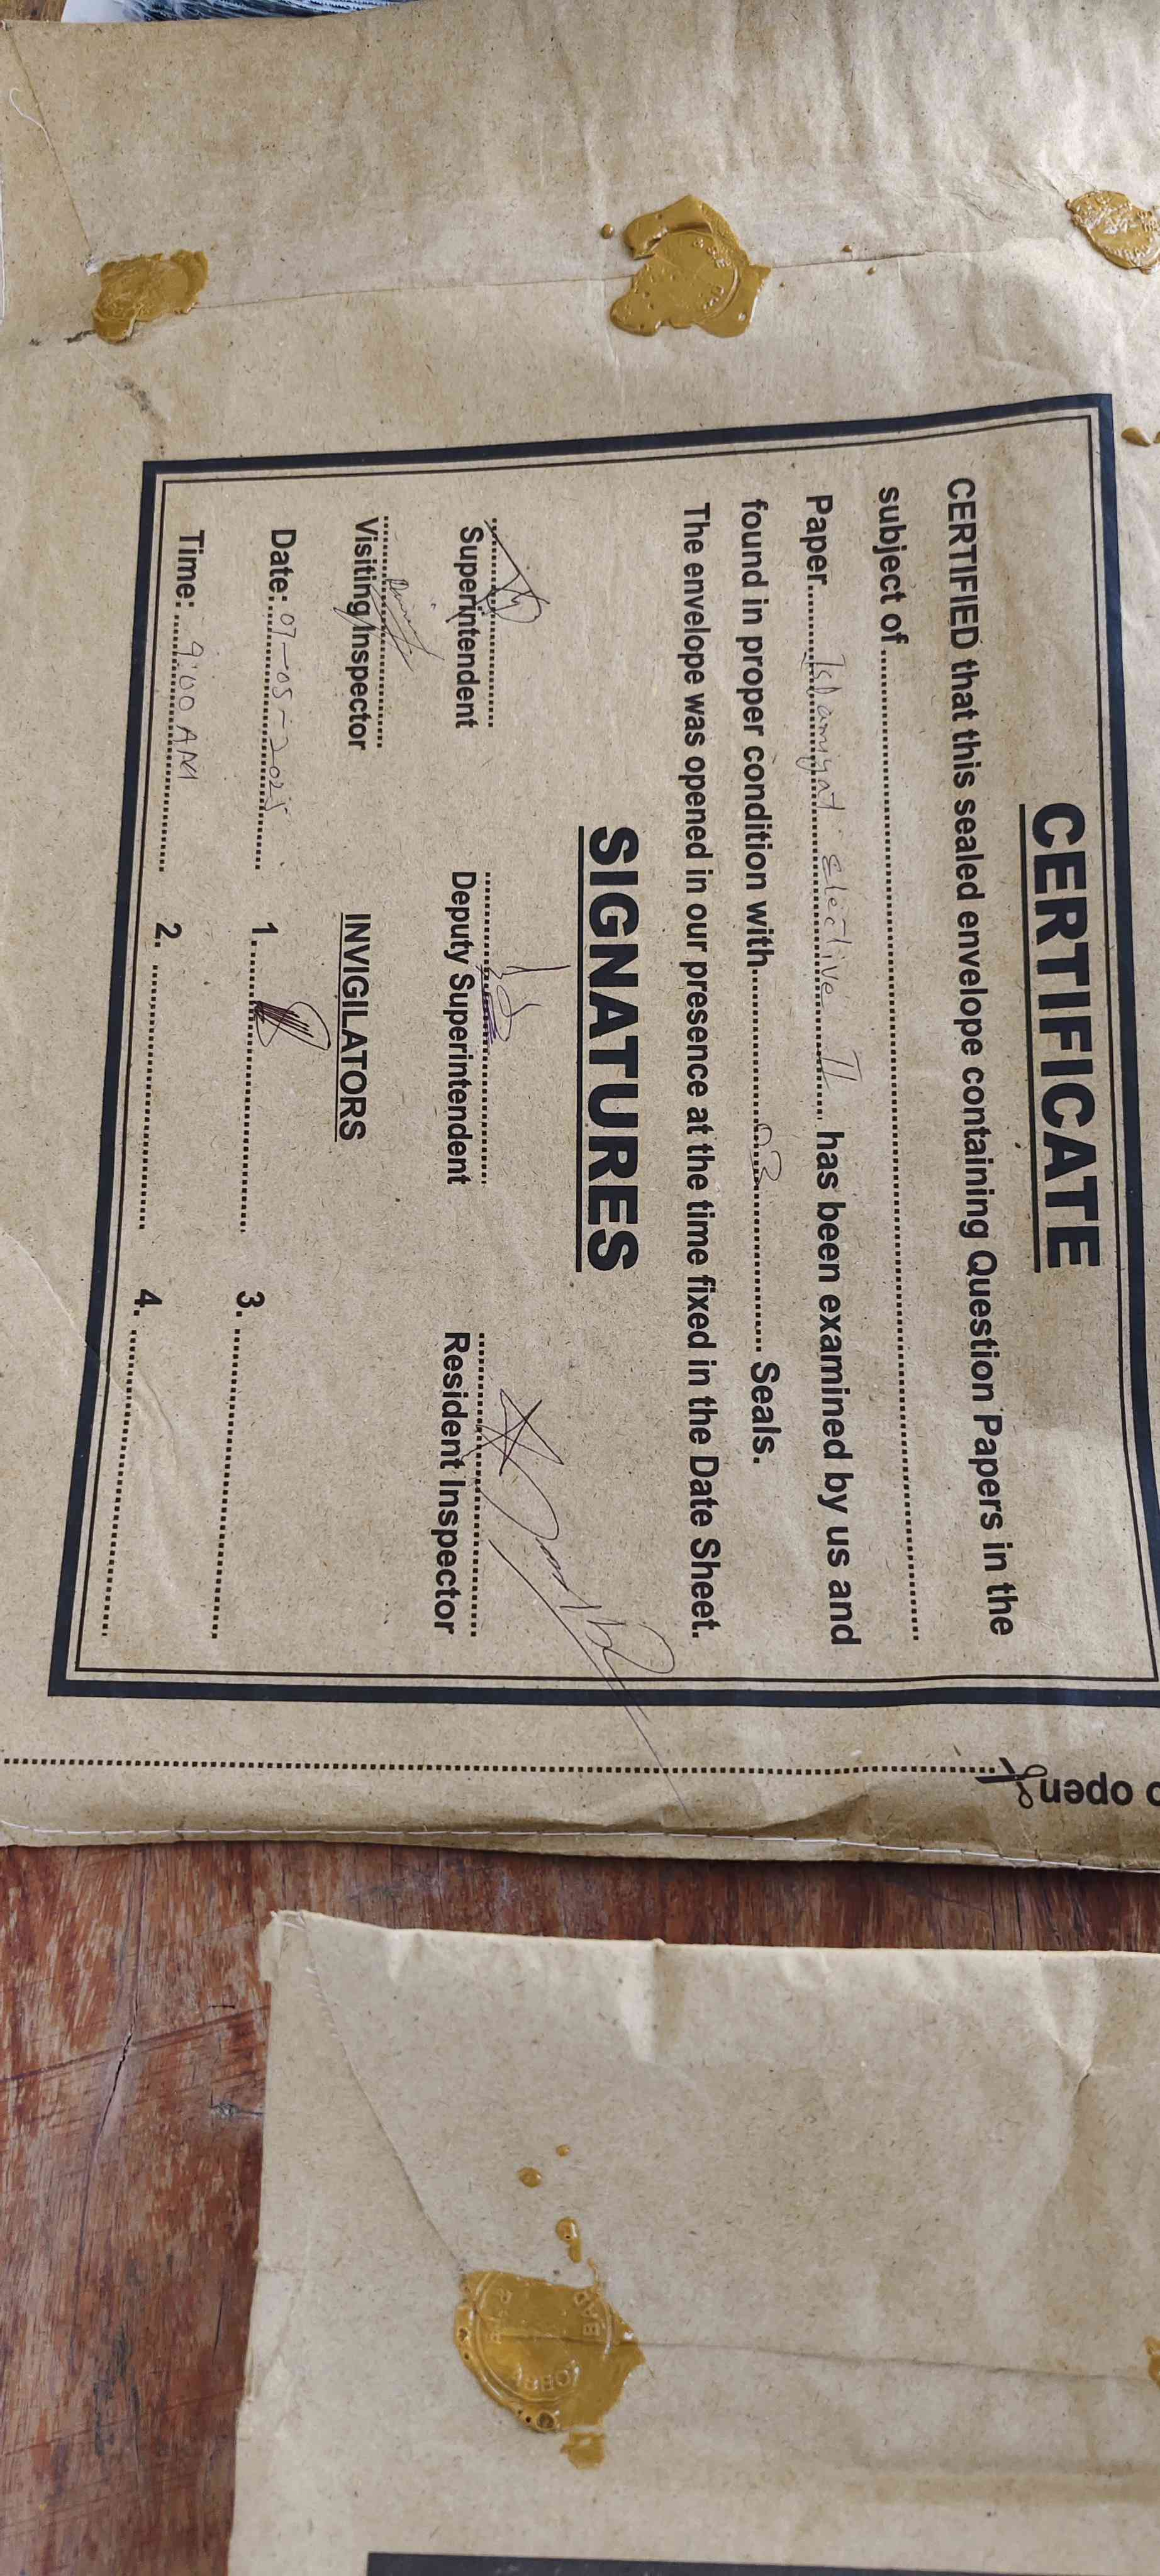 CERTIFICATE
CERTIFIED that this sealed envelope containing Question Papers in the
subject of
Paper Islamiyat elective II has been examined by us and
found in proper condition with 03 Seals.
The envelope was opened in our presence at the time fixed in the Date Sheet.
SIGNATURES
Superintendent Deputy Superintendent Resident Inspector
Visiting Inspector INVIGILATORS
Date: 07-05-2025 1. 3.
Time: 9:00 AM 2. 4.
open